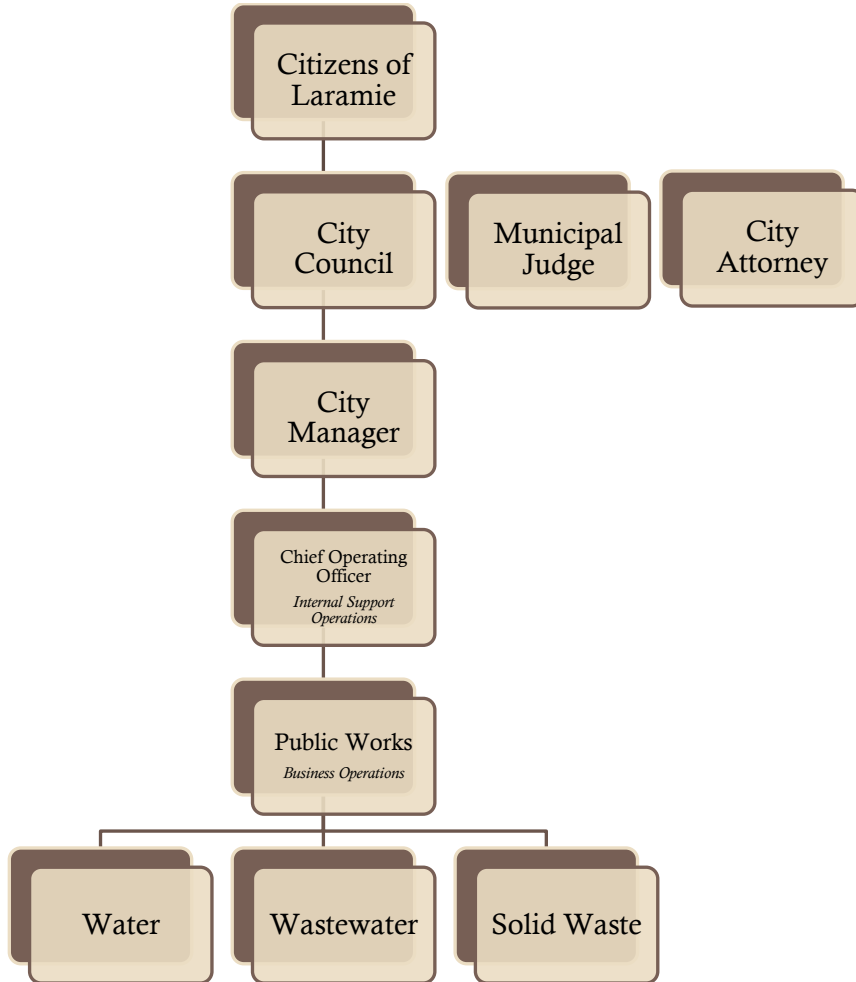 Citizens of
Laramie
City
Council
Municipal
Judge
City
Attorney
City
Manager
Chief Operating
Officer
Internal Support
Operations
Public Works
Business Operations
Water
Wastewater
Solid Waste